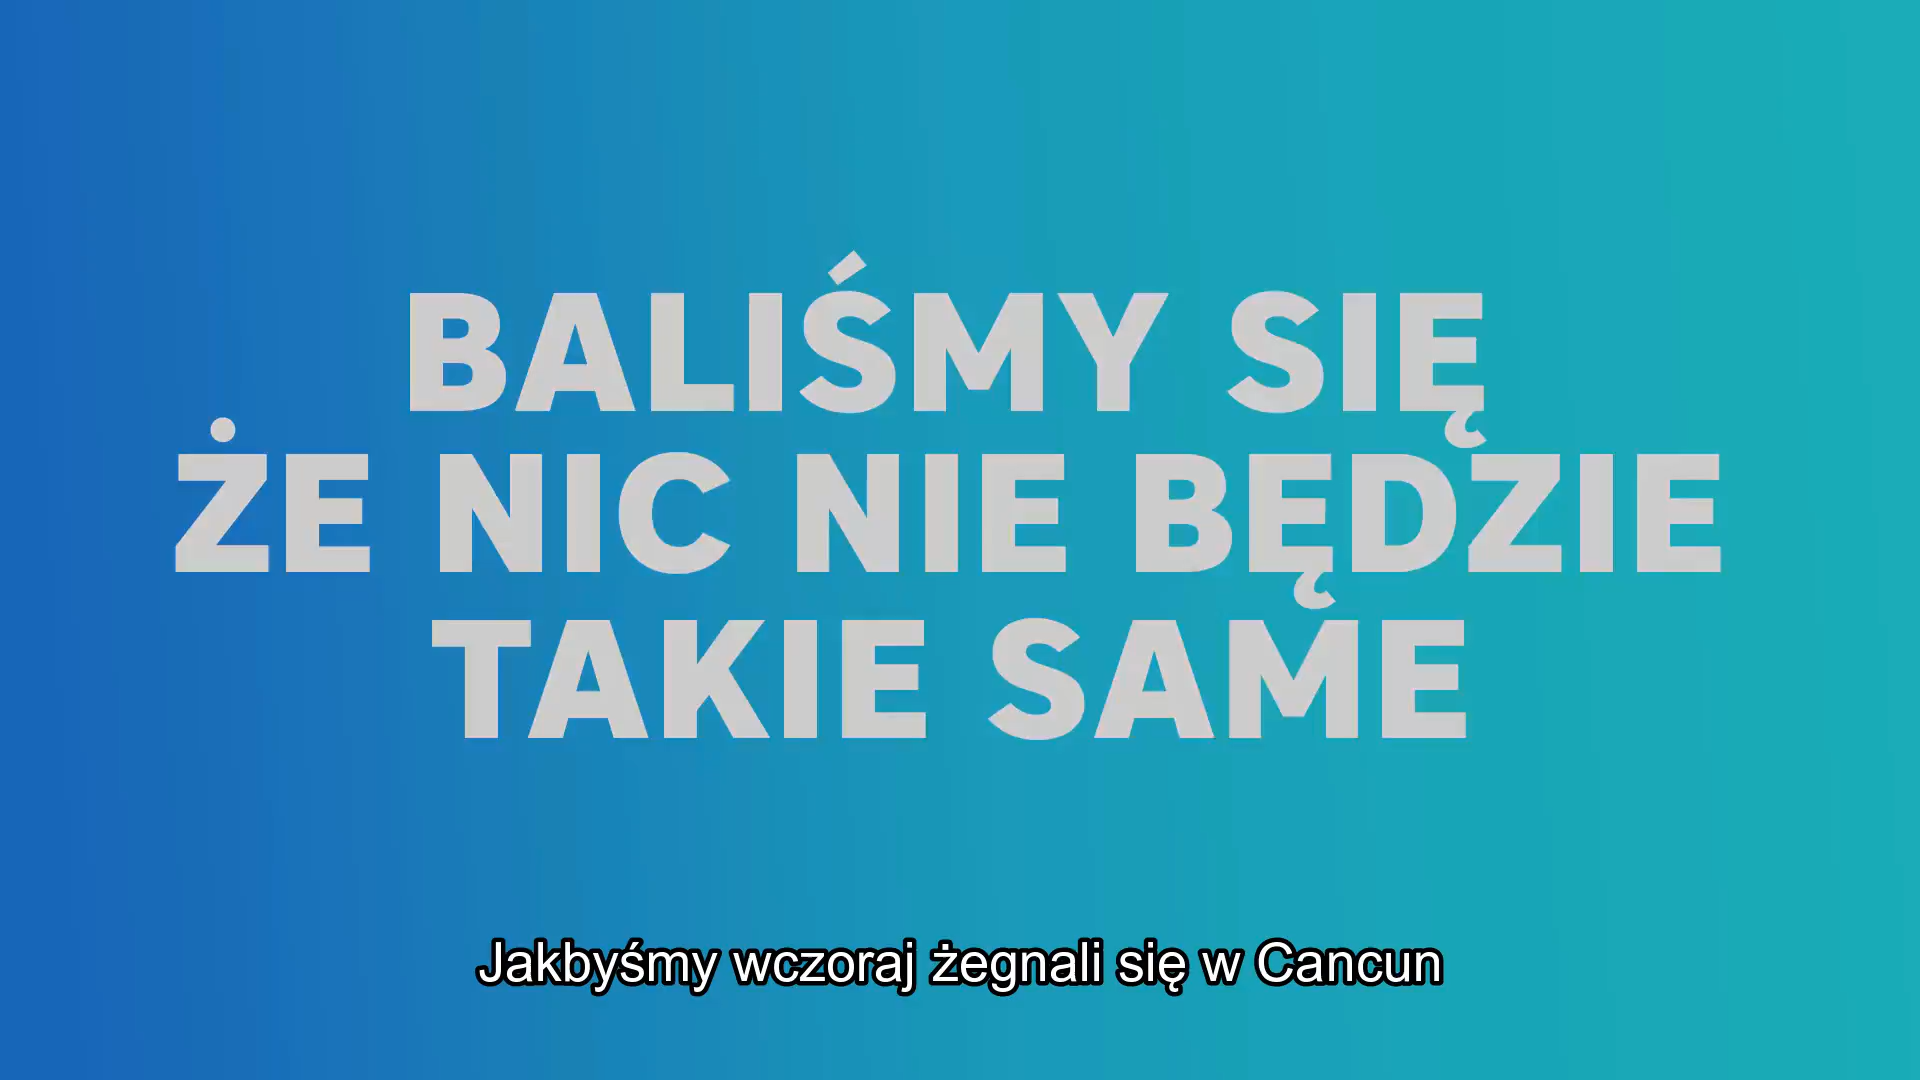 BALIŚMY SIĘ
ŻE NIC NIE BĘDZIE
TAKIE SAME
Jakbyśmy wczoraj żegnali się w Cancun